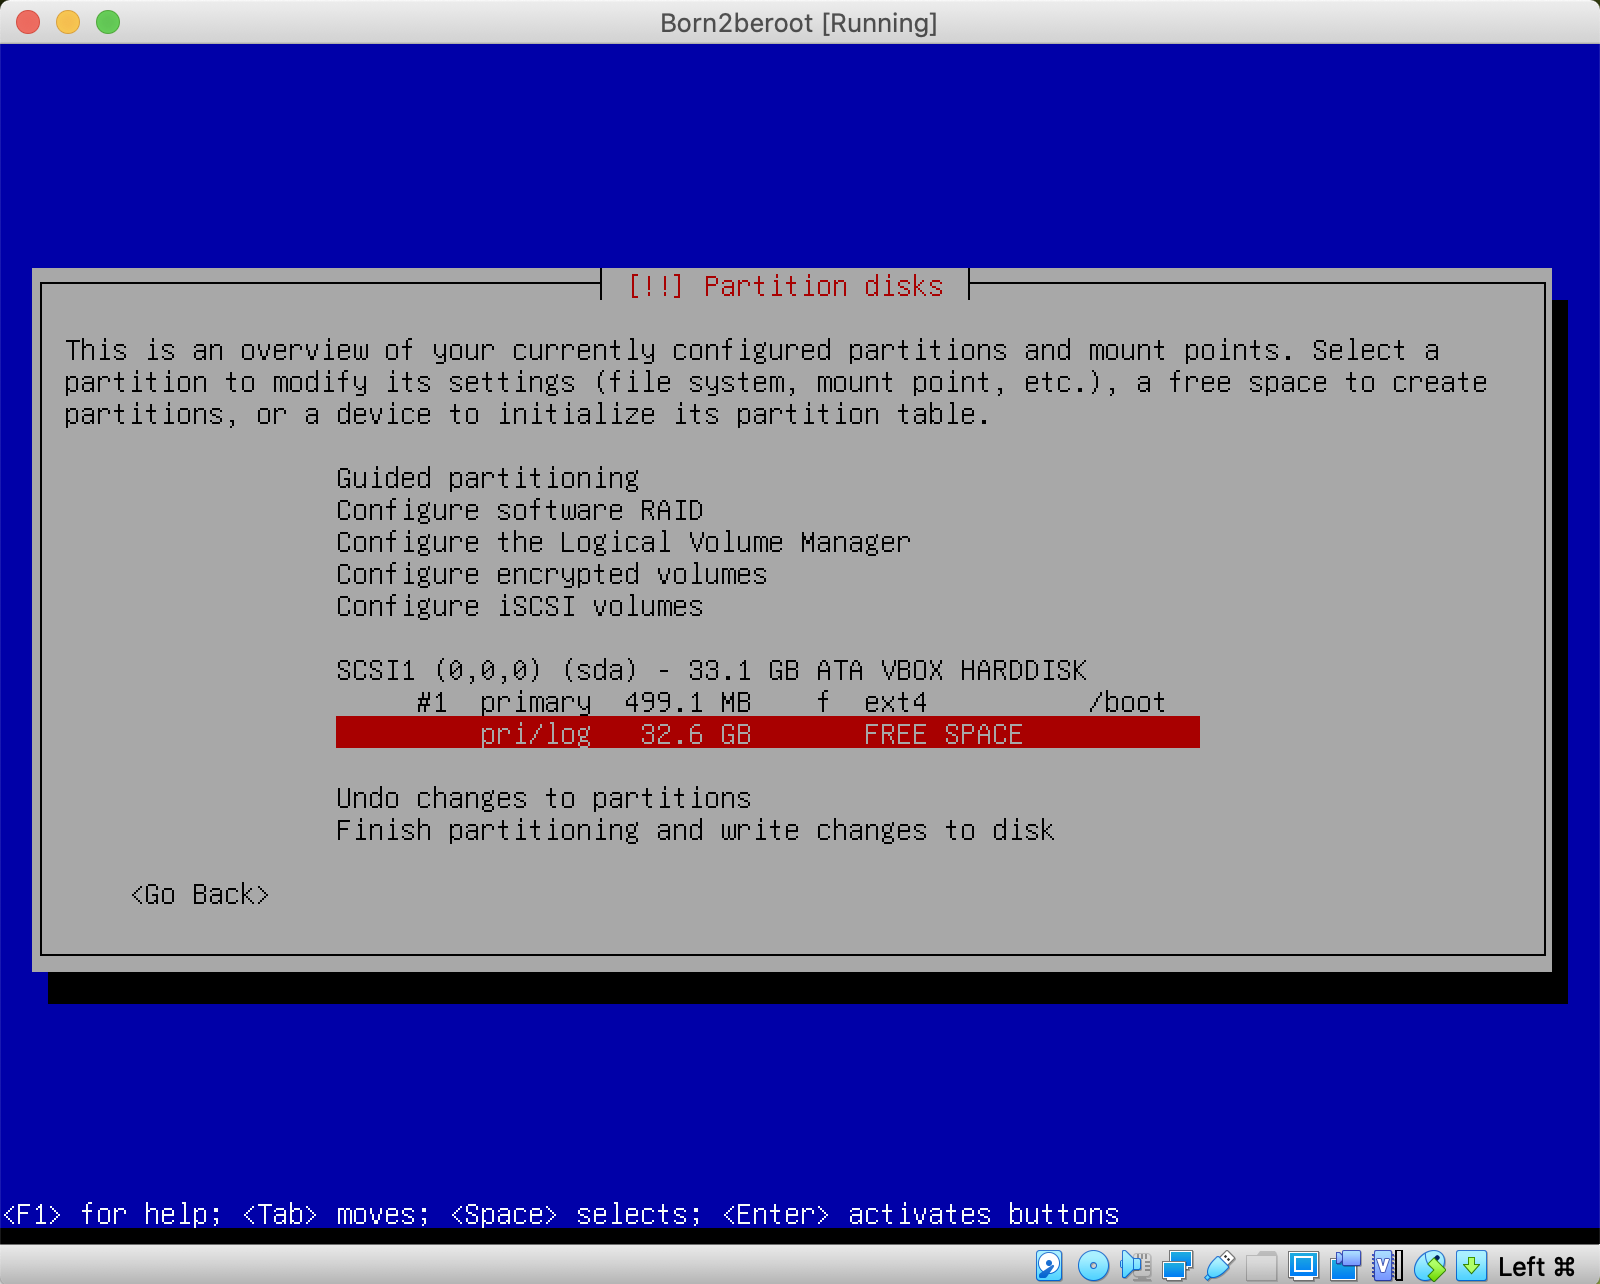 Born2beroot [Running]
[!!] Partition disks
This is an overview of your currently configured partitions and mount points. Select a
partition to modify its settings (file system, mount point, etc.), a free space to create
partitions, or a device to initialize its partition table.
Guided partitioning
Configure software RAID
Configure the Logical Volume Manager
Configure encrypted volumes
Configure iSCSI volumes
SCSI1 (0,0,0) (sda) - 33.1 GB ATA VBOX HARDDISK
#1 primary 499.1 MB f ext4 /boot
pri/log 32.6 GB FREE SPACE
Undo changes to partitions
Finish partitioning and write changes to disk
<Go Back>
<F1> for help; <Tab> moves; <Space> selects; <Enter> activates buttons
Left ⌘